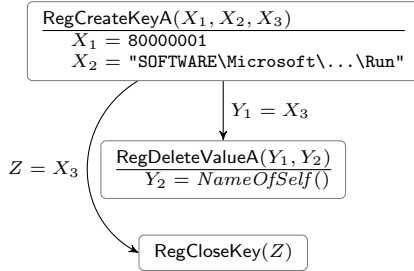 RegCreateKeyA(X₁, X₂, X₃)
X₁ = 80000001
X₂ = "SOFTWARE\Microsoft\...\Run"
Y₁ = X₃
Z = X₃
RegDeleteValueA(Y₁, Y₂)
Y₂ = NameOfSelf()
RegCloseKey(Z)